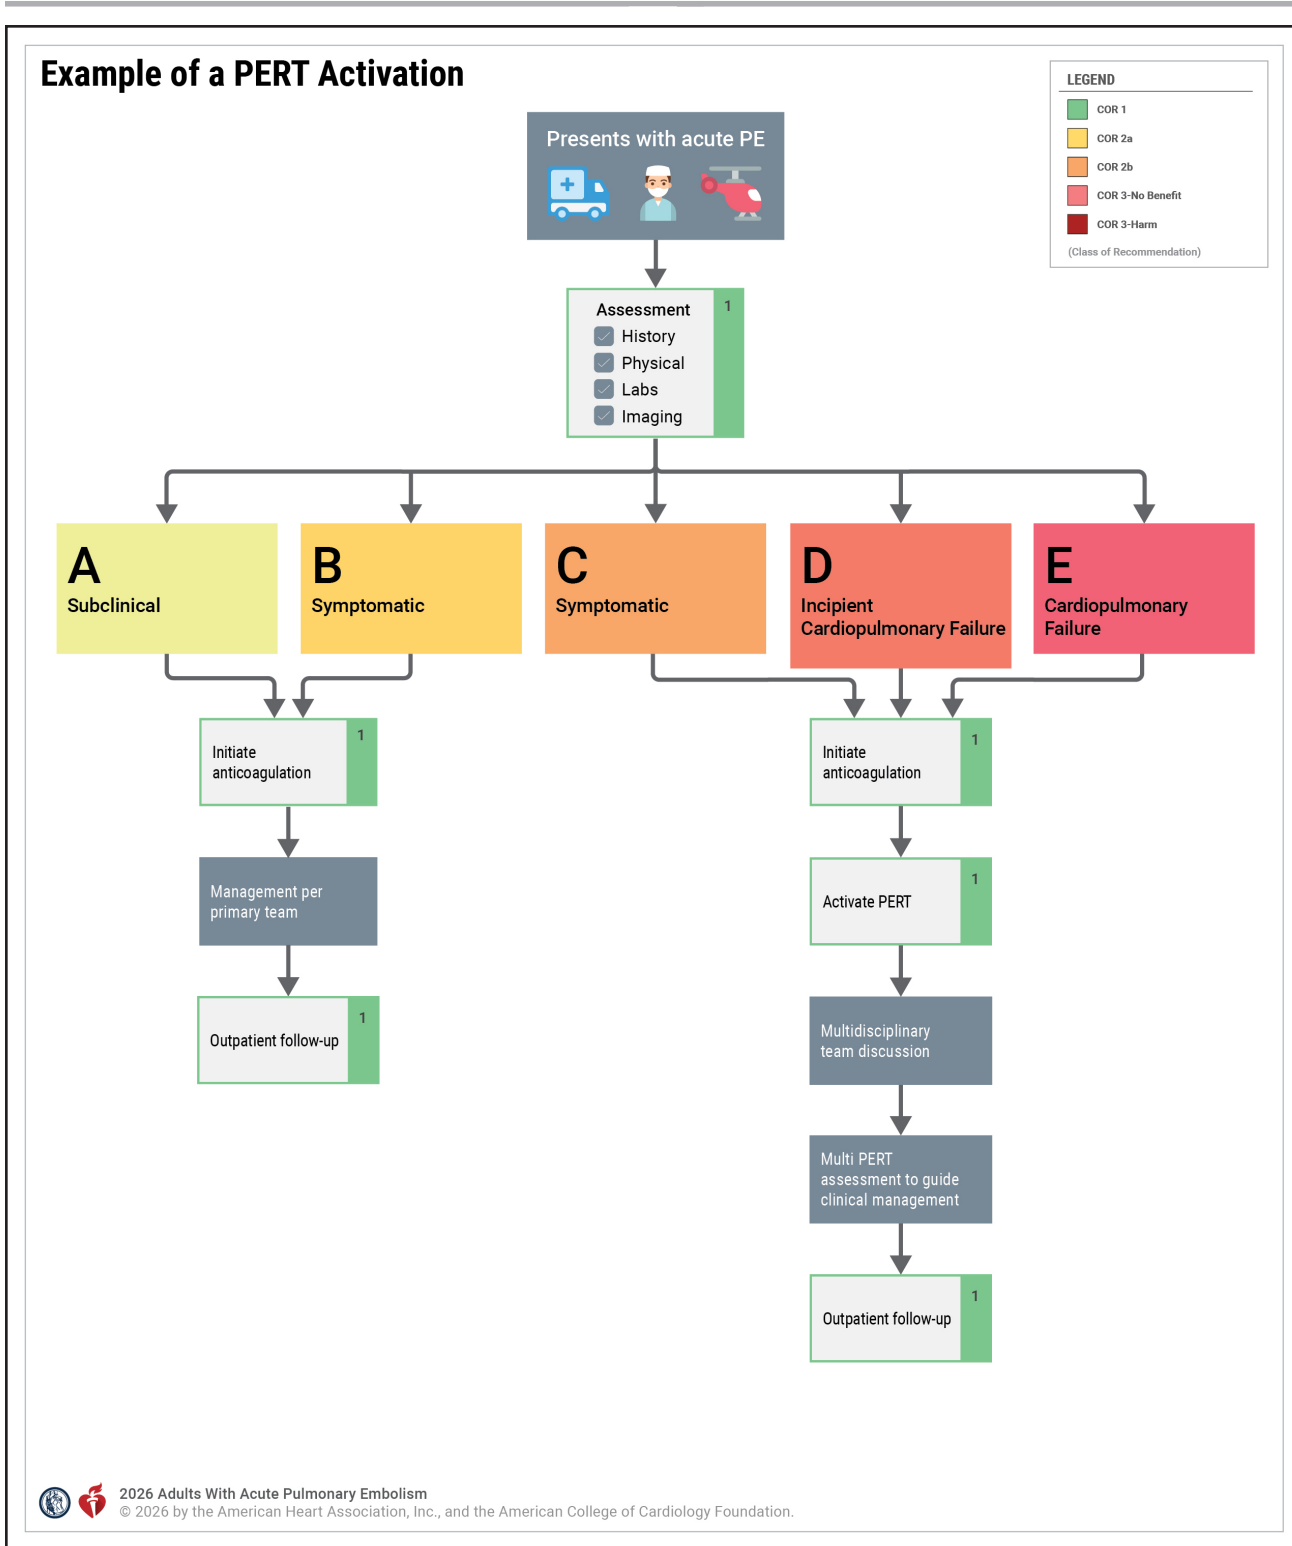 Example of a PERT Activation
LEGEND
COR 1
COR 2a
COR 2b
COR 3-No Benefit
COR 3-Harm
(Class of Recommendation)
Presents with acute PE
Assessment
1
History
Physical
Labs
Imaging
A
Subclinical
B
Symptomatic
C
Symptomatic
D
Incipient
Cardiopulmonary Failure
E
Cardiopulmonary
Failure
Initiate
anticoagulation
1
Management per
primary team
Outpatient follow-up
1
Initiate
anticoagulation
1
Activate PERT
1
Multidisciplinary
team discussion
Multi PERT
assessment to guide
clinical management
Outpatient follow-up
1
2026 Adults With Acute Pulmonary Embolism
© 2026 by the American Heart Association, Inc., and the American College of Cardiology Foundation.